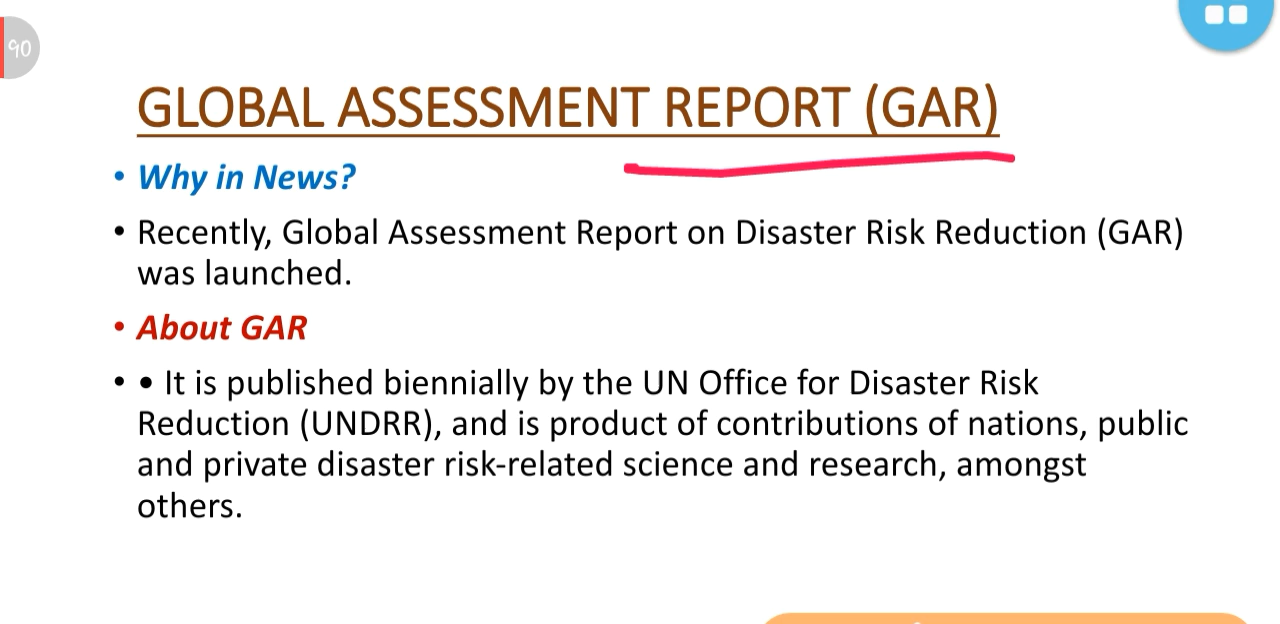 90
GLOBAL ASSESSMENT REPORT (GAR)
• Why in News?
• Recently, Global Assessment Report on Disaster Risk Reduction (GAR)
was launched.
• About GAR
• • It is published biennially by the UN Office for Disaster Risk
Reduction (UNDRR), and is product of contributions of nations, public
and private disaster risk-related science and research, amongst
others.